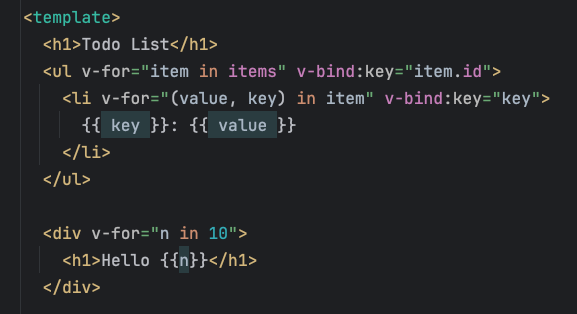 <template>
<h1>Todo List</h1>
<ul v-for="item in items" v-bind:key="item.id">
<li v-for="(value, key) in item" v-bind:key="key">
{{ key }}: {{ value }}
</li>
</ul>
<div v-for="n in 10">
<h1>Hello {{n}}</h1>
</div>